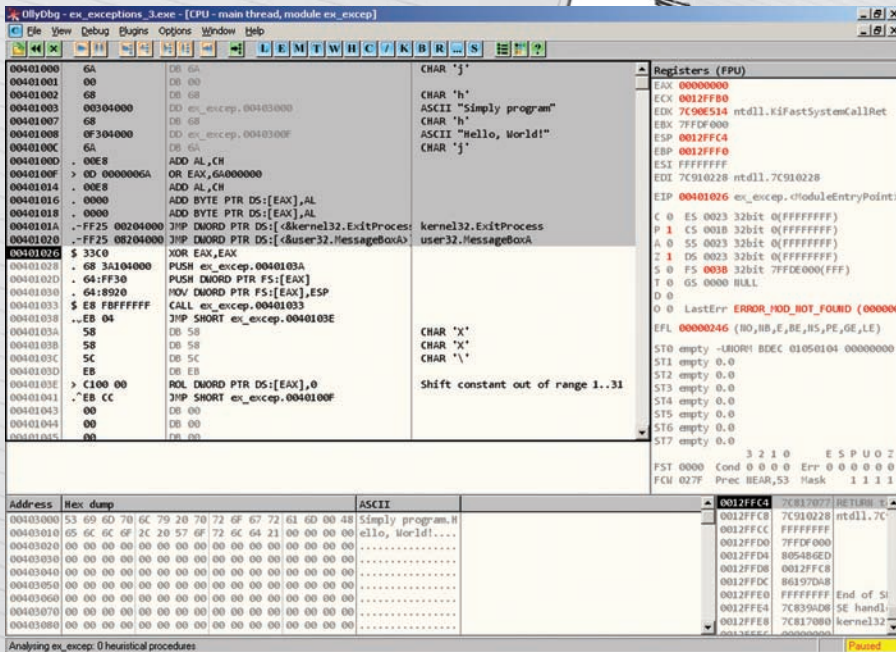 OllyDbg - ex_exceptions_3.exe - [CPU - main thread, module ex_excep]
File View Debug Plugins Options Window Help
L E M T W H C / K B R ... S
00401000 6A DB 6A CHAR 'j'
00401001 00 DB 00
00401002 68 DB 68 CHAR 'h'
00401003 00304000 DD ex_excep.00403000 ASCII "Simply program"
00401007 68 DB 68 CHAR 'h'
00401008 0F304000 DD ex_excep.0040300F ASCII "Hello, World!"
0040100C 6A DB 6A CHAR 'j'
0040100D . 00E8 ADD AL,CH
0040100F > 0D 0000006A OR EAX,6A000000
00401014 . 00E8 ADD AL,CH
00401016 . 0000 ADD BYTE PTR DS:[EAX],AL
00401018 . 0000 ADD BYTE PTR DS:[EAX],AL
0040101A .-FF25 00204000 JMP DWORD PTR DS:[<&kernel32.ExitProces: kernel32.ExitProcess
00401020 .-FF25 08204000 JMP DWORD PTR DS:[<&user32.MessageBoxA>] user32.MessageBoxA
00401026 $ 33C0 XOR EAX,EAX
00401028 . 68 3A104000 PUSH ex_excep.0040103A
0040102D . 64:FF30 PUSH DWORD PTR FS:[EAX]
00401030 . 64:8920 MOV DWORD PTR FS:[EAX],ESP
00401033 $ E8 FBFFFFFF CALL ex_excep.00401033
00401038 .,EB 04 JMP SHORT ex_excep.0040103E
0040103A 58 DB 58 CHAR 'X'
0040103B 58 DB 58 CHAR 'X'
0040103C 5C DB 5C CHAR '\'
0040103D EB DB EB
0040103E > C100 00 ROL DWORD PTR DS:[EAX],0 Shift constant out of range 1..31
00401041 .^EB CC JMP SHORT ex_excep.0040100F
00401043 00 DB 00
00401044 00 DB 00
00401045 00 DB 00
Registers (FPU)
EAX 00000000
ECX 0012FFB0
EDX 7C90E514 ntdll.KiFastSystemCallRet
EBX 7FFDF000
ESP 0012FFC4
EBP 0012FFF0
ESI FFFFFFFF
EDI 7C910228 ntdll.7C910228
EIP 00401026 ex_excep.<ModuleEntryPoint>
C 0 ES 0023 32bit 0(FFFFFFFF)
P 1 CS 001B 32bit 0(FFFFFFFF)
A 0 SS 0023 32bit 0(FFFFFFFF)
Z 1 DS 0023 32bit 0(FFFFFFFF)
S 0 FS 003B 32bit 7FFDE000(FFF)
T 0 GS 0000 NULL
D 0
O 0 LastErr ERROR_MOD_NOT_FOUND (000000
EFL 00000246 (NO,NB,E,BE,NS,PE,GE,LE)
ST0 empty -UNORM BDEC 01050104 00000000
ST1 empty 0.0
ST2 empty 0.0
ST3 empty 0.0
ST4 empty 0.0
ST5 empty 0.0
ST6 empty 0.0
ST7 empty 0.0
3 2 1 0 E S P U O Z
FST 0000 Cond 0 0 0 0 Err 0 0 0 0 0 0
FCW 027F Prec NEAR,53 Mask 1 1 1 1
Address Hex dump ASCII
00403000 53 69 6D 70 6C 79 20 70 72 6F 67 72 61 6D 00 48 Simply program.H
00403010 65 6C 6C 6F 2C 20 57 6F 72 6C 64 21 00 00 00 00 ello, World!....
00403020 00 00 00 00 00 00 00 00 00 00 00 00 00 00 00 00 ................
00403030 00 00 00 00 00 00 00 00 00 00 00 00 00 00 00 00 ................
00403040 00 00 00 00 00 00 00 00 00 00 00 00 00 00 00 00 ................
00403050 00 00 00 00 00 00 00 00 00 00 00 00 00 00 00 00 ................
00403060 00 00 00 00 00 00 00 00 00 00 00 00 00 00 00 00 ................
00403070 00 00 00 00 00 00 00 00 00 00 00 00 00 00 00 00 ................
00403080 00 00 00 00 00 00 00 00 00 00 00 00 00 00 00 00 ................
0012FFC4 7C817077 RETURN t
0012FFC8 7C910228 ntdll.7C
0012FFCC FFFFFFFF
0012FFD0 7FFDF000
0012FFD4 805486ED
0012FFD8 0012FFC8
0012FFDC 86197DA8
0012FFE0 FFFFFFFF End of S
0012FFE4 7C839AD8 SE handl
0012FFE8 7C817080 kernel32
Analysing ex_excep: 0 heuristical procedures
Paused